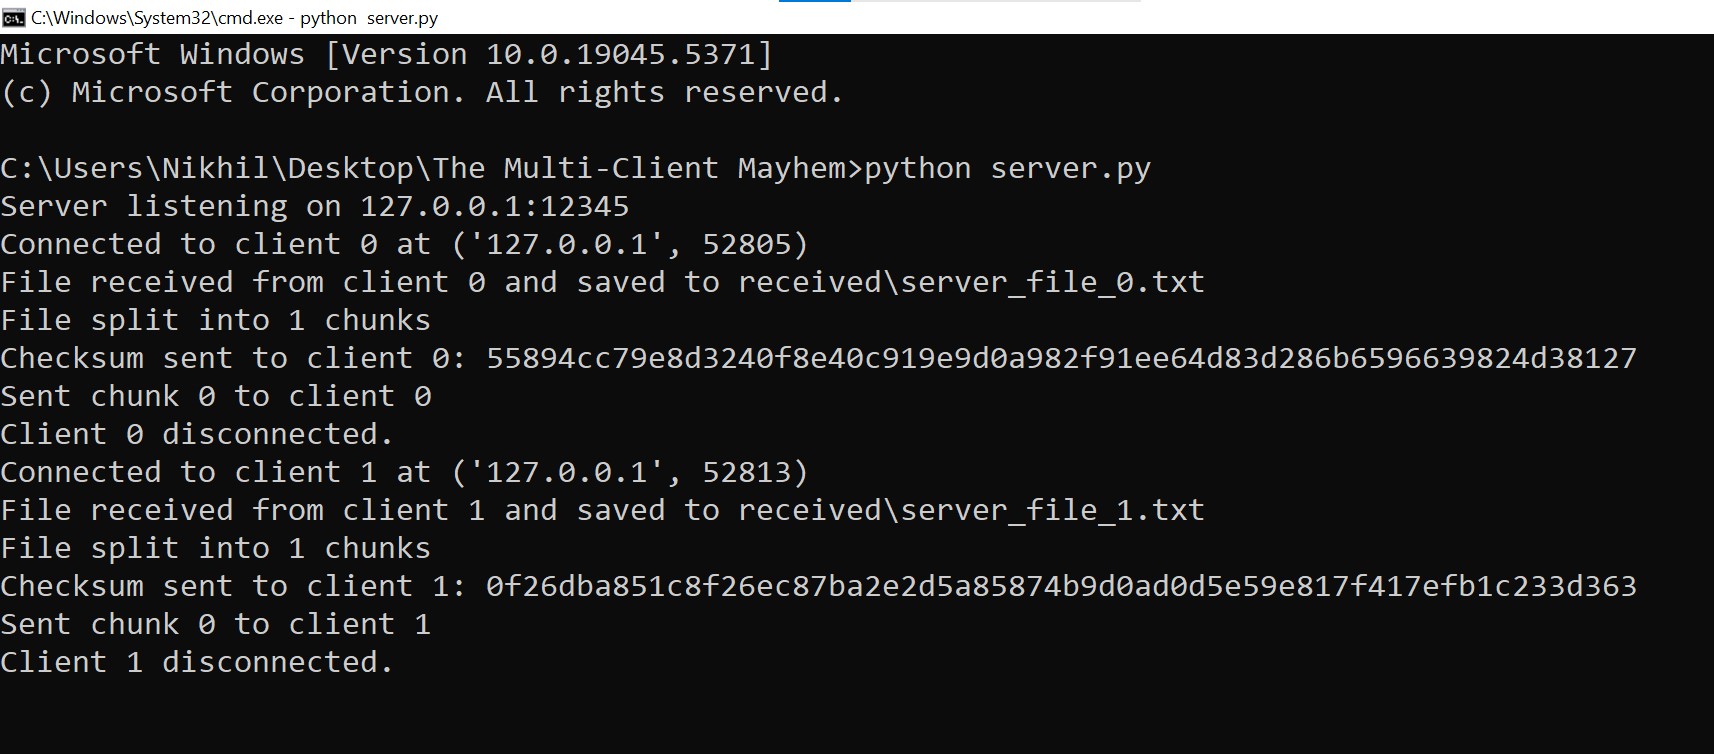 C:\Windows\System32\cmd.exe - python  server.py
Microsoft Windows [Version 10.0.19045.5371]
(c) Microsoft Corporation. All rights reserved.
C:\Users\Nikhil\Desktop\The Multi-Client Mayhem>python server.py
Server listening on 127.0.0.1:12345
Connected to client 0 at ('127.0.0.1', 52805)
File received from client 0 and saved to received\server_file_0.txt
File split into 1 chunks
Checksum sent to client 0: 55894cc79e8d3240f8e40c919e9d0a982f91ee64d83d286b6596639824d38127
Sent chunk 0 to client 0
Client 0 disconnected.
Connected to client 1 at ('127.0.0.1', 52813)
File received from client 1 and saved to received\server_file_1.txt
File split into 1 chunks
Checksum sent to client 1: 0f26dba851c8f26ec87ba2e2d5a85874b9d0ad0d5e59e817f417efb1c233d363
Sent chunk 0 to client 1
Client 1 disconnected.